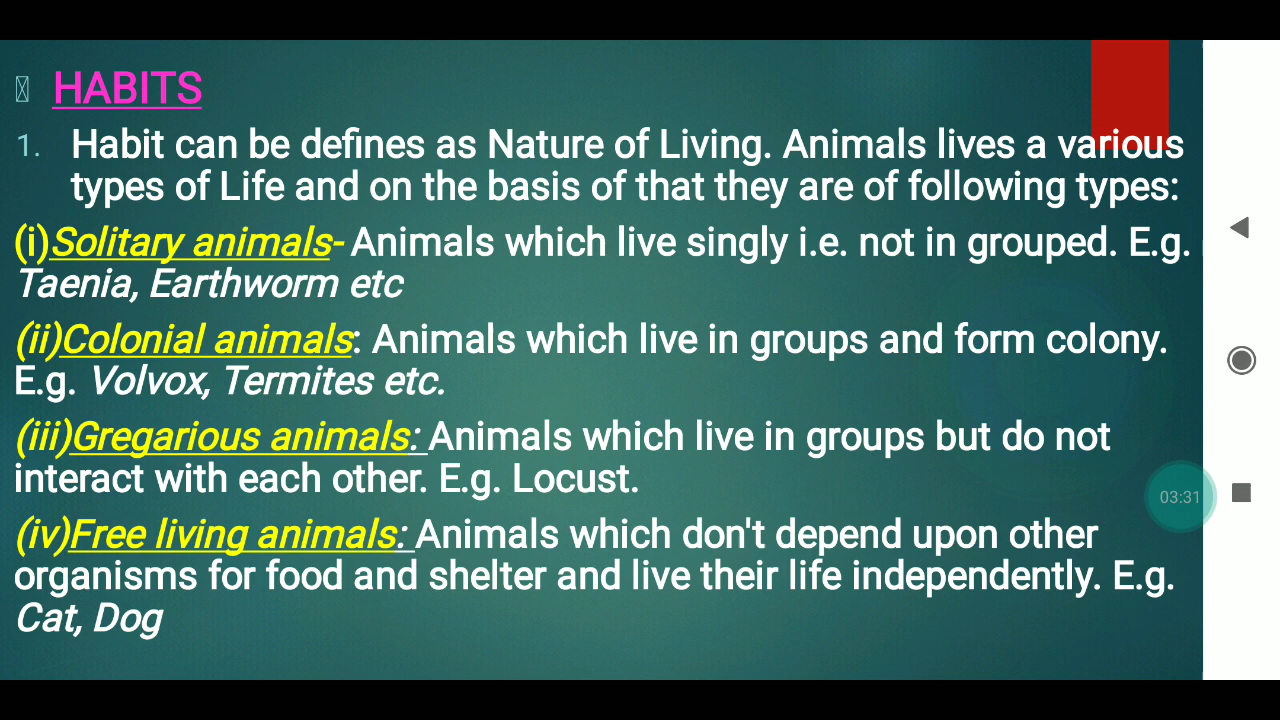 HABITS
1. Habit can be defines as Nature of Living. Animals lives a various
types of Life and on the basis of that they are of following types:
(i)Solitary animals- Animals which live singly i.e. not in grouped. E.g.
Taenia, Earthworm etc
(ii)Colonial animals: Animals which live in groups and form colony.
E.g. Volvox, Termites etc.
(iii)Gregarious animals: Animals which live in groups but do not
interact with each other. E.g. Locust.
03:31
(iv)Free living animals: Animals which don't depend upon other
organisms for food and shelter and live their life independently. E.g.
Cat, Dog